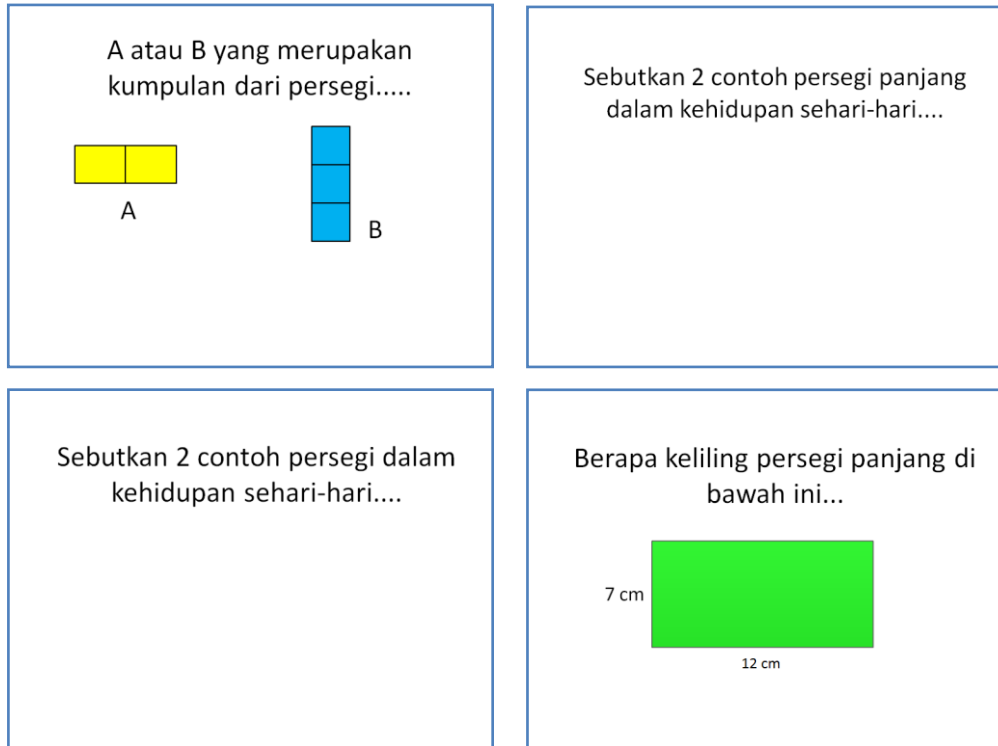 A atau B yang merupakan
kumpulan dari persegi.....
A
B
Sebutkan 2 contoh persegi panjang
dalam kehidupan sehari-hari....
Sebutkan 2 contoh persegi dalam
kehidupan sehari-hari....
Berapa keliling persegi panjang di
bawah ini...
7 cm
12 cm